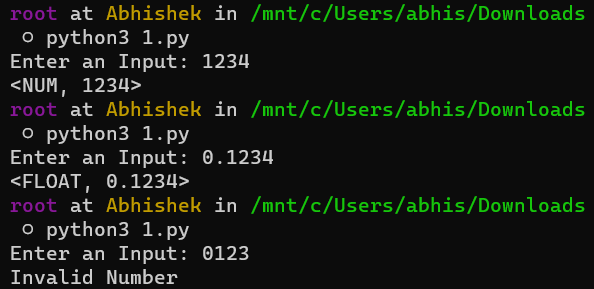 root at Abhishek in /mnt/c/Users/abhis/Downloads
○ python3 1.py
Enter an Input: 1234
<NUM, 1234>
root at Abhishek in /mnt/c/Users/abhis/Downloads
○ python3 1.py
Enter an Input: 0.1234
<FLOAT, 0.1234>
root at Abhishek in /mnt/c/Users/abhis/Downloads
○ python3 1.py
Enter an Input: 0123
Invalid Number